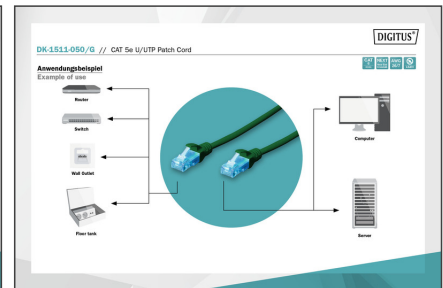 DIGITUS®
DK-1511-050/G // CAT 5e U/UTP Patch Cord
Anwendungsbeispiel
Example of use
Router
Switch
Wall Outlet
Floor tank
Computer
Server